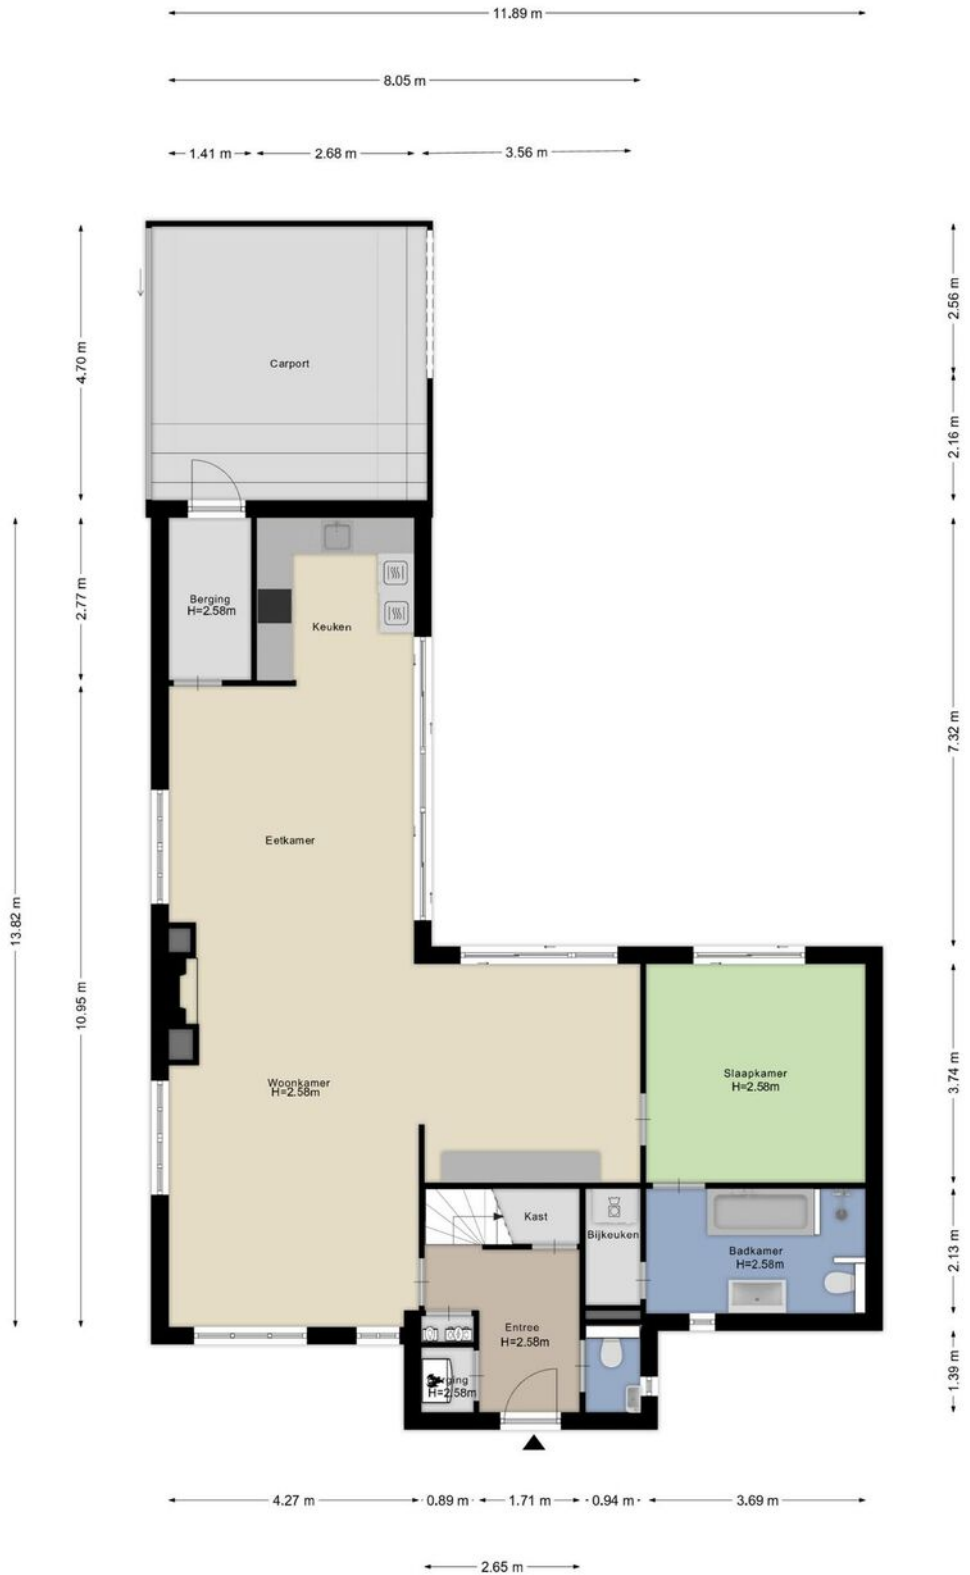 11.89 m
8.05 m
1.41 m
2.68 m
3.56 m
4.70 m
2.56 m
2.16 m
Carport
2.77 m
Berging
H=2.58m
Keuken
7.32 m
Eetkamer
13.82 m
10.95 m
Woonkamer
H=2.58m
Slaapkamer
H=2.58m
3.74 m
Kast
Bijkeuken
Badkamer
H=2.58m
2.13 m
Entree
H=2.58m
Berging
H=2.58m
1.39 m
4.27 m
0.89 m
1.71 m
0.94 m
3.69 m
2.65 m